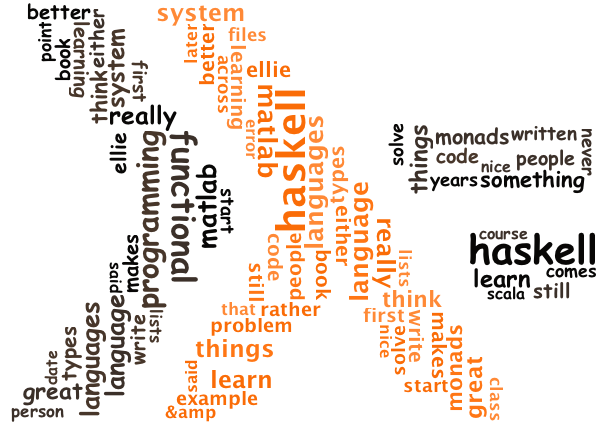 better
point
book
learning
either
think
system
first
really
ellie
programming
functional
matlab
start
makes
said
lists
write
language
languages
types
date
great
person
system
later
better
files
learning
across
ellie
error
matlab
haskell
languages
types
either
book
people
code
still
language
really
lists
that
rather
problem
things
said
learn
example
&amp
think
first
write
solve
nice
makes
start
monads
great
class
solve
things
monads
written
never
code
nice
people
years
something
course
haskell
learn
comes
scala
still